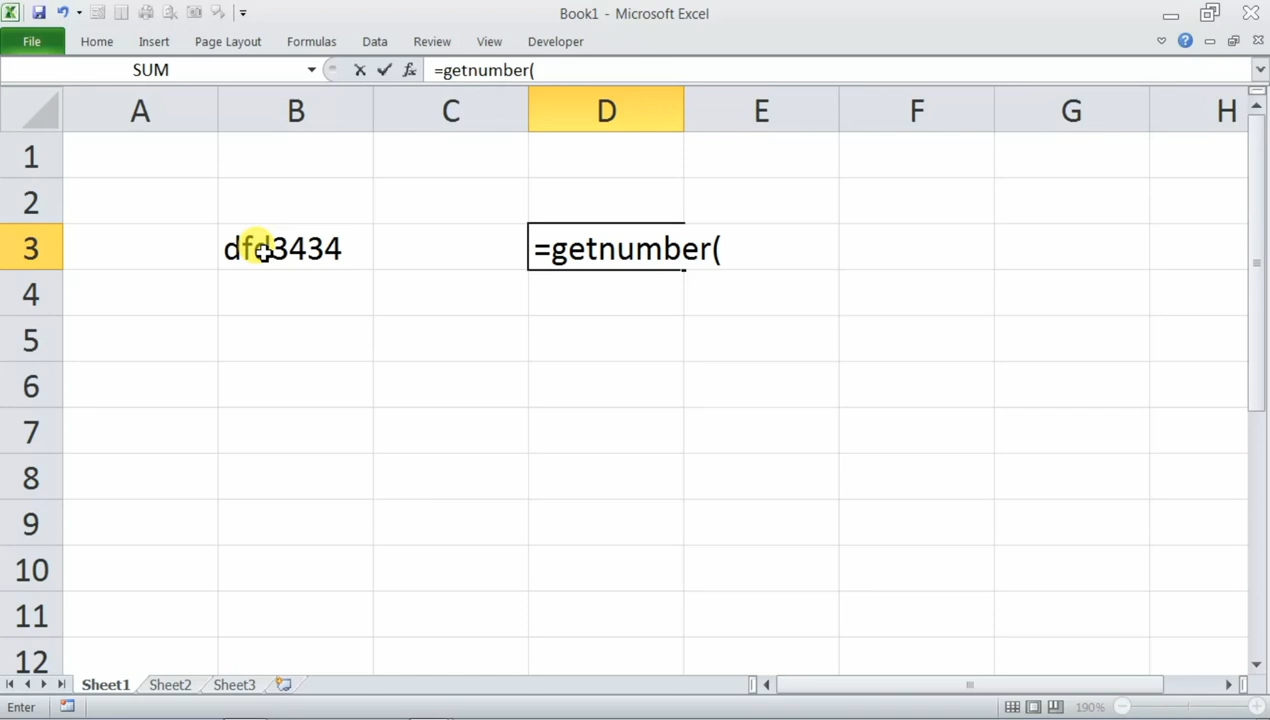 Book1 - Microsoft Excel
File Home Insert Page Layout Formulas Data Review View Developer
SUM fx =getnumber(
A B C D E F G H
1
2
3 dfd3434 =getnumber(
4
5
6
7
8
9
10
11
12
Sheet1 Sheet2 Sheet3
Enter 190%